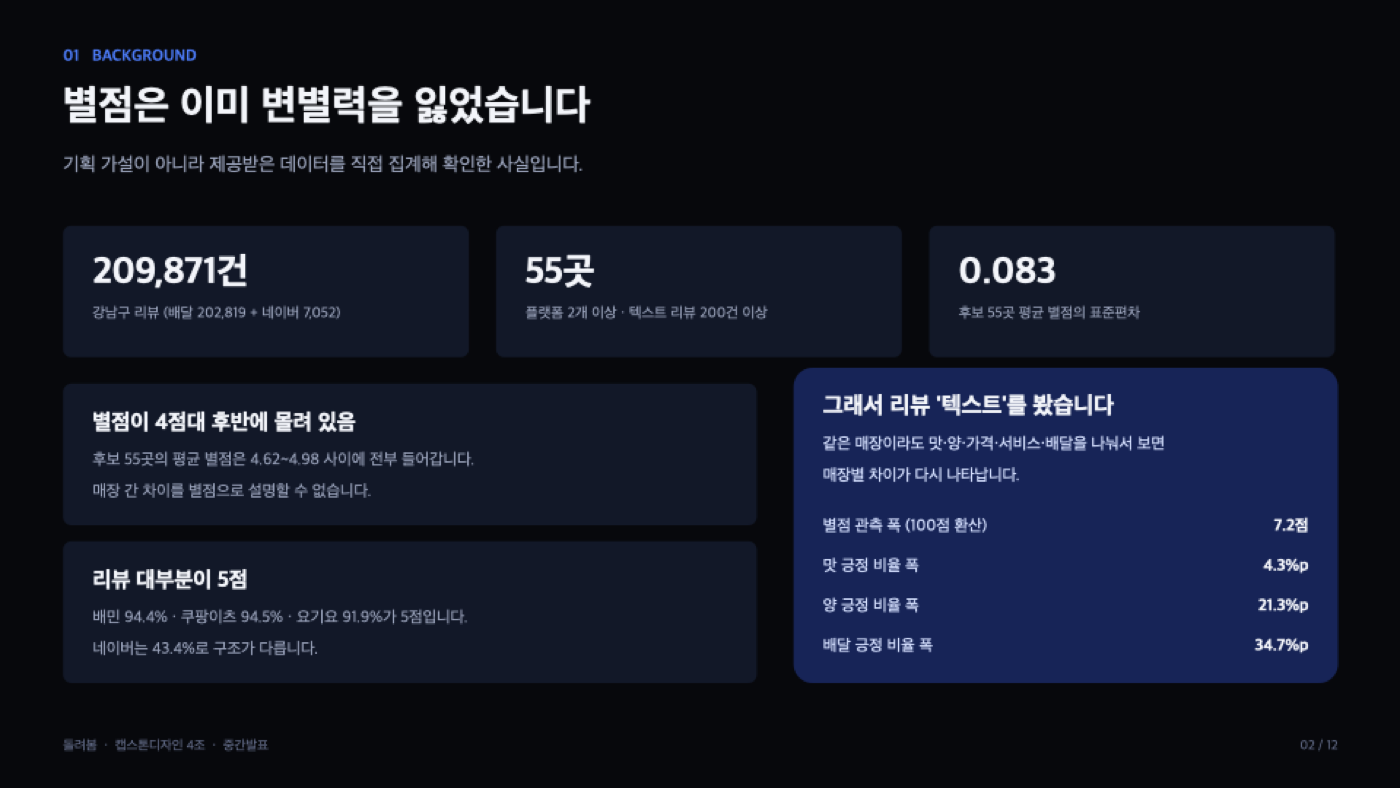 01 BACKGROUND
별점은 이미 변별력을 잃었습니다
기획 가설이 아니라 제공받은 데이터를 직접 집계해 확인한 사실입니다.
209,871건
강남구 리뷰 (배달 202,819 + 네이버 7,052)
55곳
플랫폼 2개 이상 · 텍스트 리뷰 200건 이상
0.083
후보 55곳 평균 별점의 표준편차
별점이 4점대 후반에 몰려 있음
후보 55곳의 평균 별점은 4.62~4.98 사이에 전부 들어갑니다.
매장 간 차이를 별점으로 설명할 수 없습니다.
리뷰 대부분이 5점
배민 94.4% · 쿠팡이츠 94.5% · 요기요 91.9%가 5점입니다.
네이버는 43.4%로 구조가 다릅니다.
그래서 리뷰 '텍스트'를 봤습니다
같은 매장이라도 맛·양·가격·서비스·배달을 나눠서 보면
매장별 차이가 다시 나타납니다.
별점 관측 폭 (100점 환산) 7.2점
맛 긍정 비율 폭 4.3%p
양 긍정 비율 폭 21.3%p
배달 긍정 비율 폭 34.7%p
돌려봄 · 캡스톤디자인 4조 · 중간발표
02 / 12